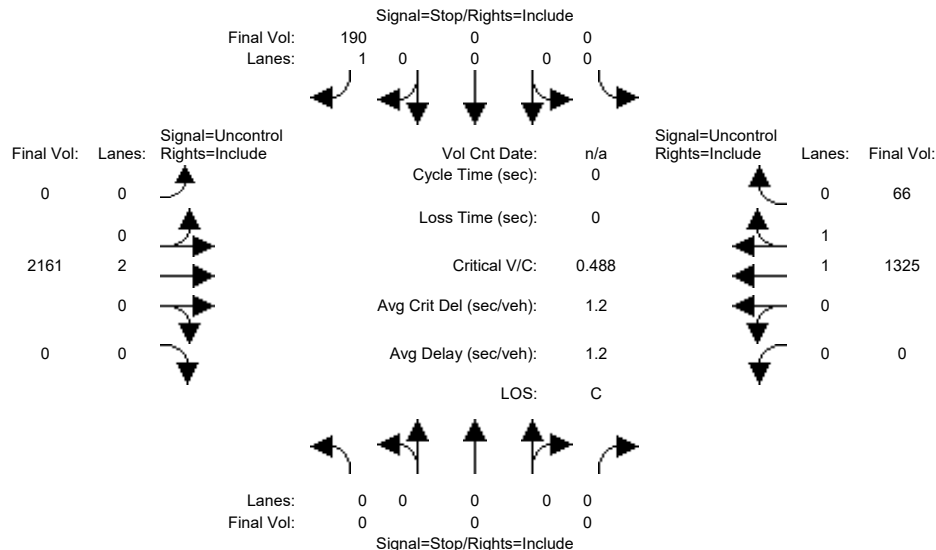 Signal=Stop/Rights=Include
Final Vol: 190 0 0
Lanes: 1 0 0 0 0
Signal=Uncontrol Signal=Uncontrol
Final Vol: Lanes: Rights=Include Vol Cnt Date: n/a Rights=Include Lanes: Final Vol:
Cycle Time (sec): 0
0 0 0 66
Loss Time (sec): 0
0 1
2161 2 Critical V/C: 0.488 1 1325
0 Avg Crit Del (sec/veh): 1.2 0
0 0 Avg Delay (sec/veh): 1.2 0 0
LOS: C
Lanes: 0 0 0 0 0
Final Vol: 0 0 0
Signal=Stop/Rights=Include